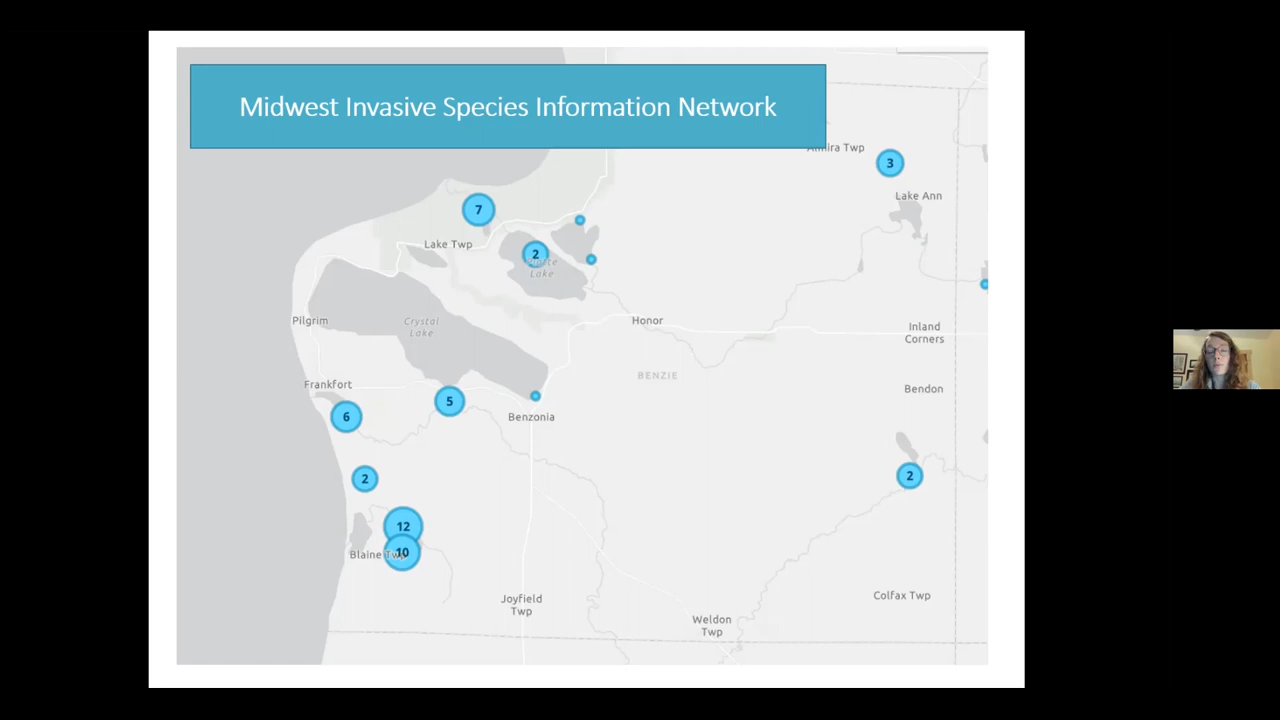 Midwest Invasive Species Information Network
Almira Twp
3
Lake Ann
7
Lake Twp
2
Platte
Lake
Pilgrim
Crystal
Lake
Honor
Inland
Corners
BENZIE
Frankfort
Bendon
5
6
Benzonia
2
2
12
10
Blaine Twp
Joyfield
Twp
Colfax Twp
Weldon
Twp